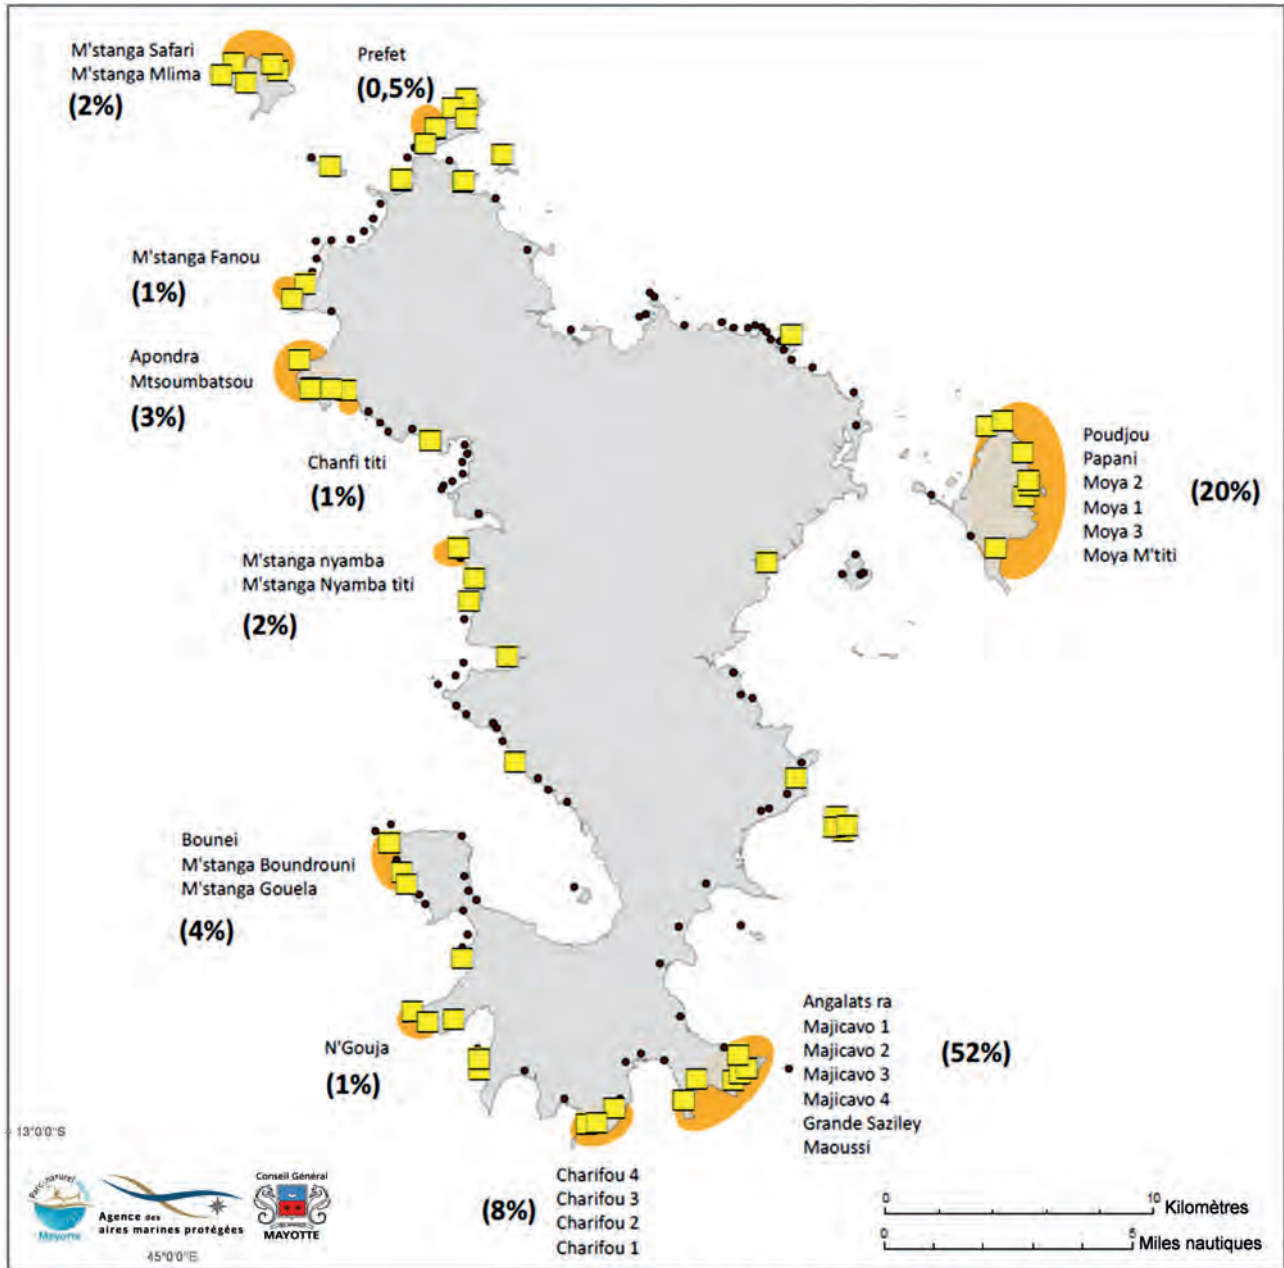 M'stanga Safari
M'stanga Mlima
(2%)
Prefet
(0,5%)
M'stanga Fanou
(1%)
Apondra
Mtsoumbatsou
(3%)
Chanfi titi
(1%)
Poudjou
Papani
Moya 2
Moya 1
Moya 3
Moya M'titi
(20%)
M'stanga nyamba
M'stanga Nyamba titi
(2%)
Bounei
M'stanga Boundrouni
M'stanga Gouela
(4%)
N'Gouja
(1%)
Angalats ra
Majicavo 1
Majicavo 2
Majicavo 3
Majicavo 4
Grande Saziley
Maoussi
(52%)
Charifou 4
Charifou 3
Charifou 2
Charifou 1
(8%)
13°0'0"S
45°0'0"E
Parc naturel
Mayotte
Agence des
aires marines protégées
Conseil Général
MAYOTTE
0 10
Kilomètres
0 5
Miles nautiques